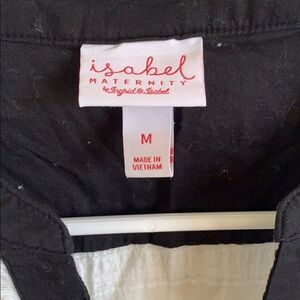 isabel
MATERNITY
by Ingrid & Isabel
M
MADE IN
VIETNAM